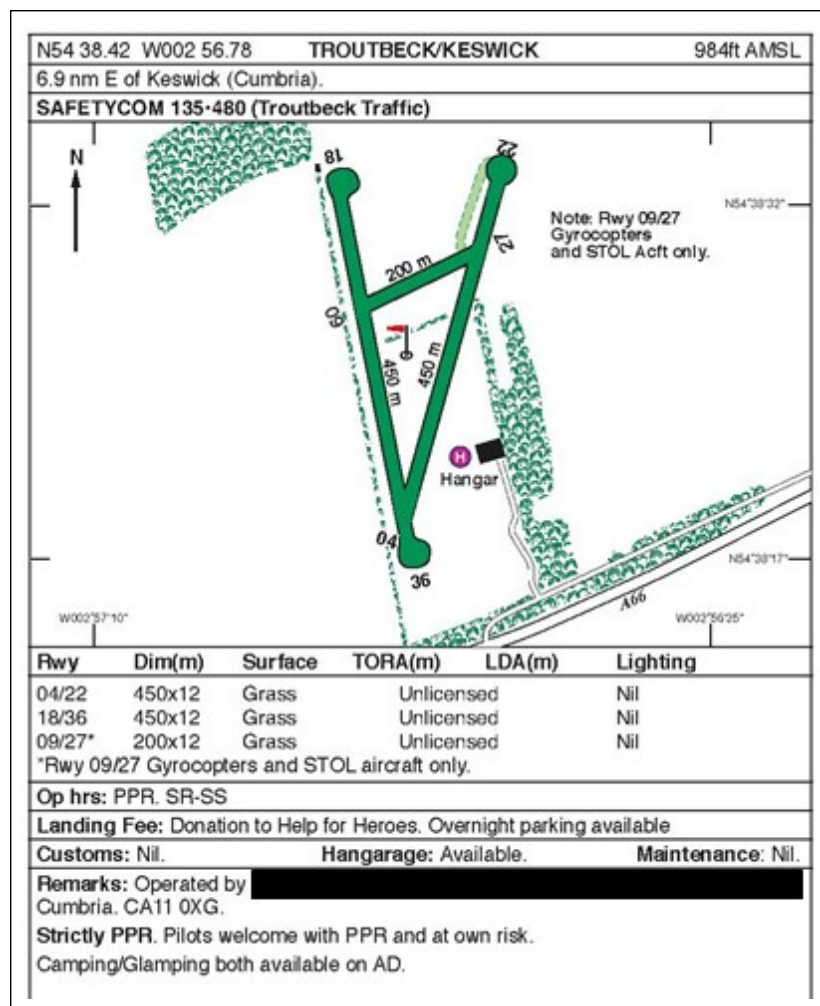 N54 38.42 W002 56.78 TROUTBECK/KESWICK 984ft AMSL
6.9 nm E of Keswick (Cumbria).
SAFETYCOM 135·480 (Troutbeck Traffic)
N
18
22
N54°38'32"
Note: Rwy 09/27
Gyrocopters
and STOL Acft only.
27
200 m
09
450 m
450 m
H
Hangar
04
36
N54°38'17"
A66
W002°57'10"
W002°56'25"
Rwy Dim(m) Surface TORA(m) LDA(m) Lighting
04/22 450x12 Grass Unlicensed Nil
18/36 450x12 Grass Unlicensed Nil
09/27* 200x12 Grass Unlicensed Nil
*Rwy 09/27 Gyrocopters and STOL aircraft only.
Op hrs: PPR. SR-SS
Landing Fee: Donation to Help for Heroes. Overnight parking available
Customs: Nil. Hangarage: Available. Maintenance: Nil.
Remarks: Operated by
Cumbria. CA11 0XG.
Strictly PPR. Pilots welcome with PPR and at own risk.
Camping/Glamping both available on AD.